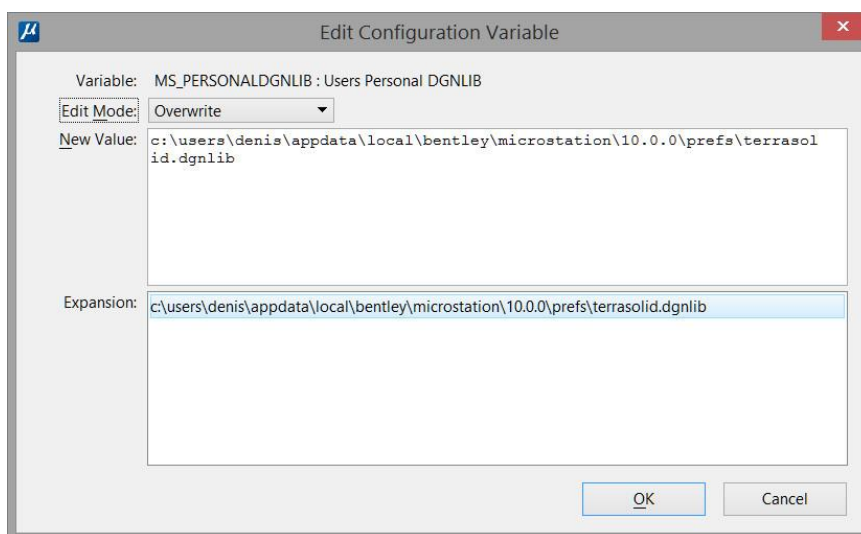 μ
Edit Configuration Variable
Variable: MS_PERSONALDGNLIB : Users Personal DGNLIB
Edit Mode: Overwrite
New Value: c:\users\denis\appdata\local\bentley\microstation\10.0.0\prefs\terrasol
id.dgnlib
Expansion: c:\users\denis\appdata\local\bentley\microstation\10.0.0\prefs\terrasolid.dgnlib
OK Cancel